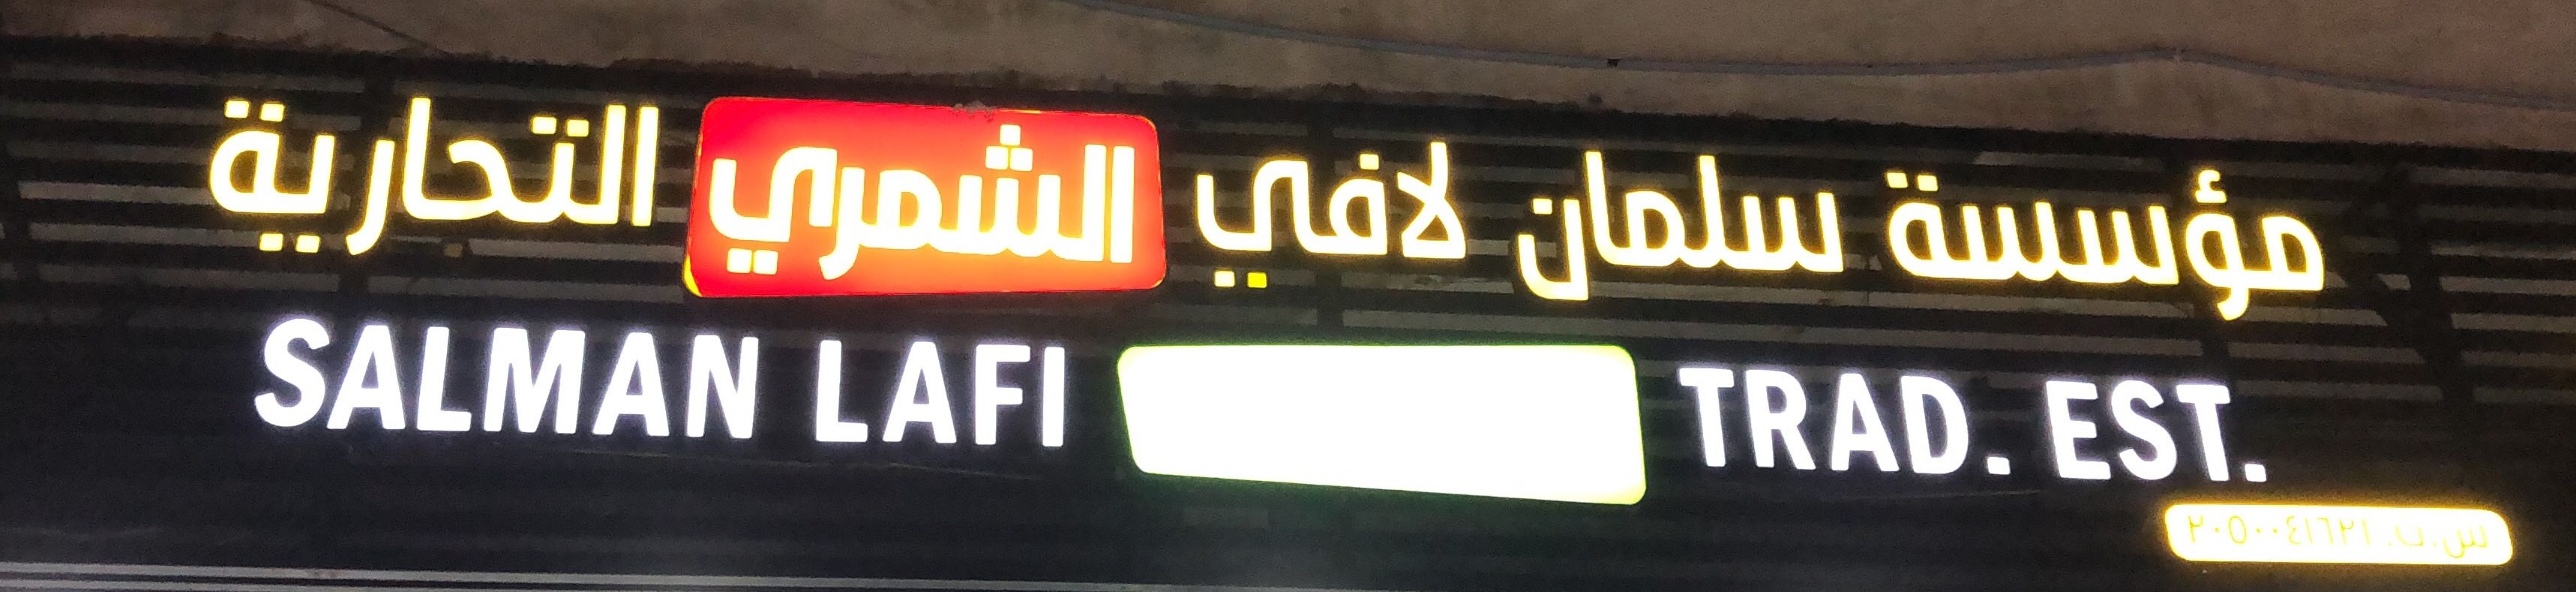 مؤسسة سلمان لافي الشمري التجارية
SALMAN LAFI TRAD. EST.
س.ت. ٢٠٥٠٠٤١٦٢١